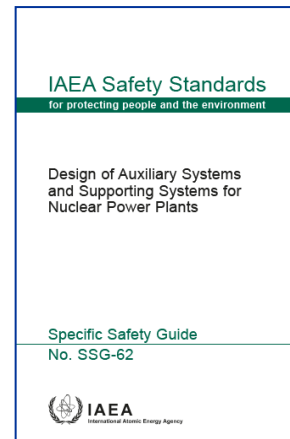 IAEA Safety Standards
for protecting people and the environment
Design of Auxiliary Systems
and Supporting Systems for
Nuclear Power Plants
Specific Safety Guide
No. SSG-62
IAEA
International Atomic Energy Agency